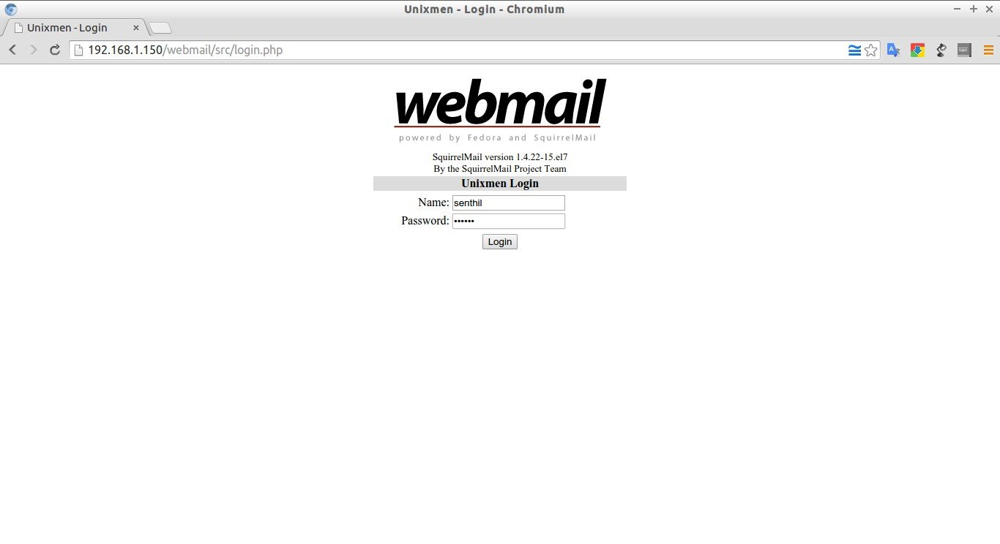 Unixmen - Login - Chromium
Unixmen - Login
192.168.1.150/webmail/src/login.php
webmail
powered by Fedora and SquirrelMail
SquirrelMail version 1.4.22-15.el7
By the SquirrelMail Project Team
Unixmen Login
Name: senthil
Password: ••••••
Login